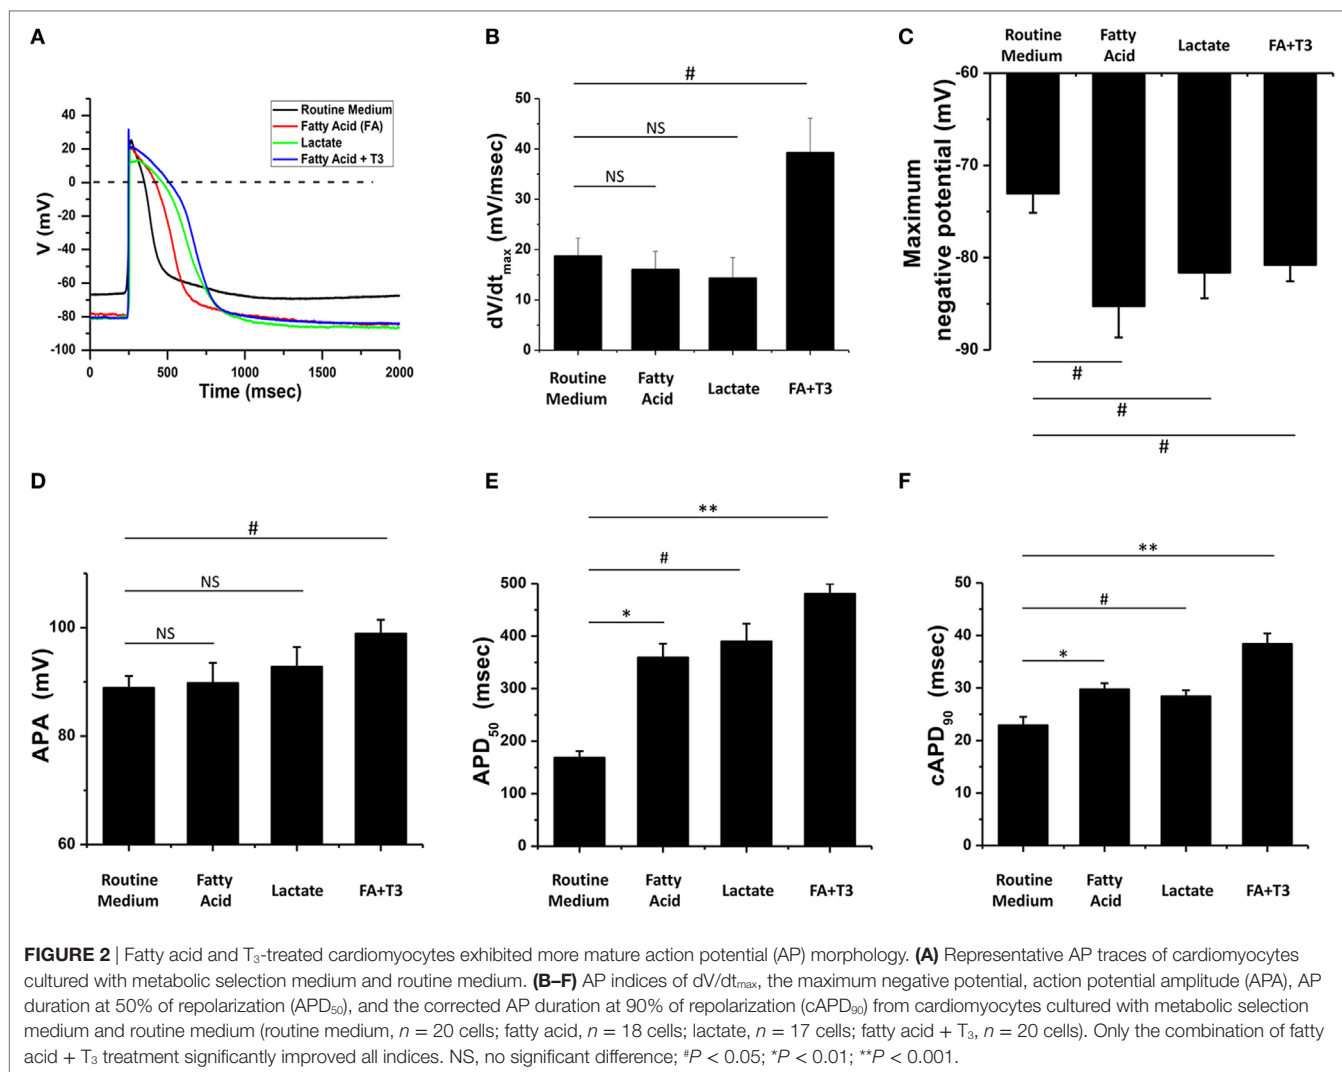 A
40
20
0
-20
-40
-60
-80
-100
V (mV)
0 500 1000 1500 2000
Time (msec)
Routine Medium
Fatty Acid (FA)
Lactate
Fatty Acid + T3
B
#
NS
NS
50
40
30
20
10
0
dV/dtmax (mV/msec)
Routine Medium
Fatty Acid
Lactate
FA+T3
C
Routine Medium
Fatty Acid
Lactate
FA+T3
-60
-70
-80
-90
Maximum
negative potential (mV)
#
#
#
D
#
NS
NS
100
80
60
APA (mV)
Routine Medium
Fatty Acid
Lactate
FA+T3
E
**
#
*
500
400
300
200
100
0
APD50 (msec)
Routine Medium
Fatty Acid
Lactate
FA+T3
F
**
#
*
50
40
30
20
10
0
cAPD90 (msec)
Routine Medium
Fatty Acid
Lactate
FA+T3
FIGURE 2 | Fatty acid and T₃-treated cardiomyocytes exhibited more mature action potential (AP) morphology. (A) Representative AP traces of cardiomyocytes
cultured with metabolic selection medium and routine medium. (B–F) AP indices of dV/dtmax, the maximum negative potential, action potential amplitude (APA), AP
duration at 50% of repolarization (APD₅₀), and the corrected AP duration at 90% of repolarization (cAPD₉₀) from cardiomyocytes cultured with metabolic selection
medium and routine medium (routine medium, n = 20 cells; fatty acid, n = 18 cells; lactate, n = 17 cells; fatty acid + T₃, n = 20 cells). Only the combination of fatty
acid + T₃ treatment significantly improved all indices. NS, no significant difference; #P < 0.05; *P < 0.01; **P < 0.001.